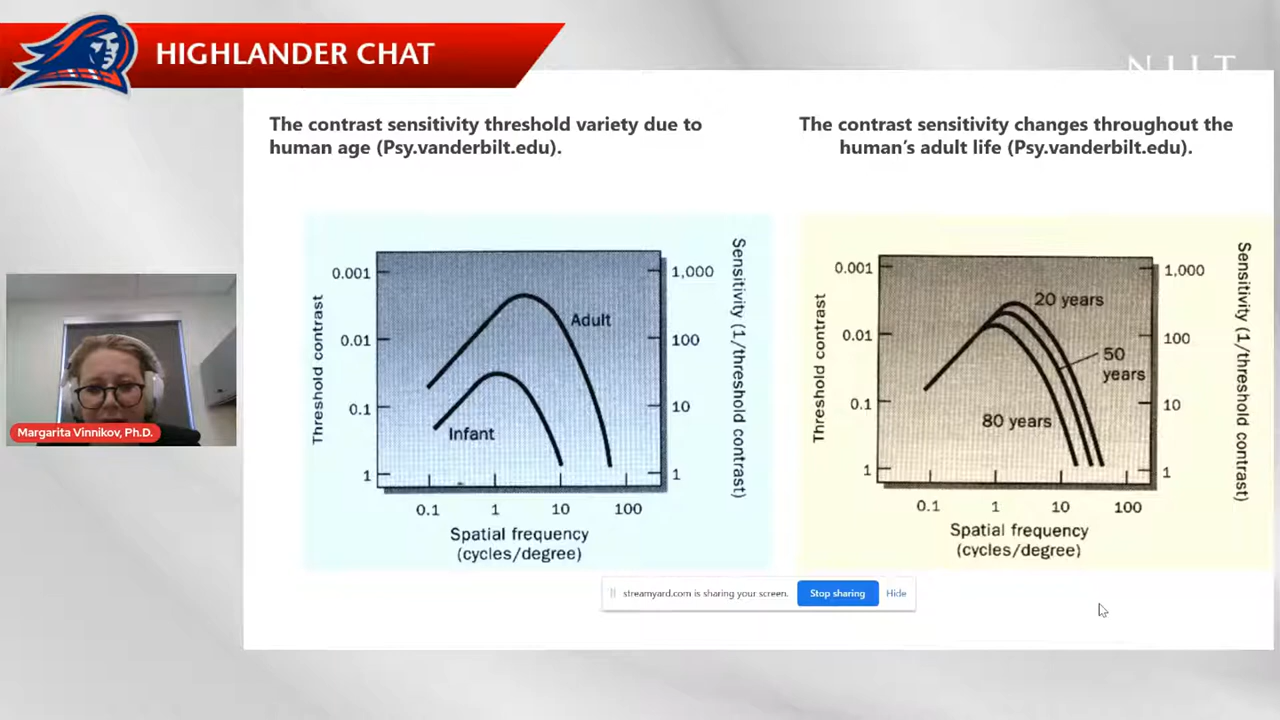 HIGHLANDER CHAT
NJIT
The contrast sensitivity threshold variety due to
human age (Psy.vanderbilt.edu).
The contrast sensitivity changes throughout the
human's adult life (Psy.vanderbilt.edu).
Threshold contrast
0.001
0.01
0.1
1
Adult
Infant
1,000
100
10
1
Sensitivity (1/threshold contrast)
0.1 1 10 100
Spatial frequency
(cycles/degree)
Threshold contrast
0.001
0.01
0.1
1
20 years
50
years
80 years
1,000
100
10
1
Sensitivity (1/threshold contrast)
0.1 1 10 100
Spatial frequency
(cycles/degree)
Margarita Vinnikov, Ph.D.
streamyard.com is sharing your screen. Stop sharing Hide